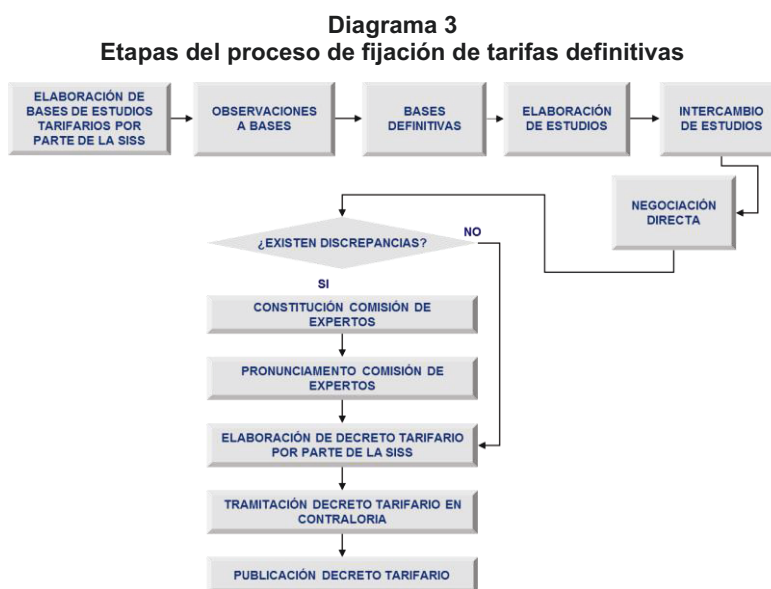 Diagrama 3
Etapas del proceso de fijación de tarifas definitivas
ELABORACIÓN DE
BASES DE ESTUDIOS
TARIFARIOS POR
PARTE DE LA SISS
OBSERVACIONES
A BASES
BASES
DEFINITIVAS
ELABORACIÓN
DE ESTUDIOS
INTERCAMBIO
DE ESTUDIOS
NEGOCIACIÓN
DIRECTA
¿EXISTEN DISCREPANCIAS?
NO
SI
CONSTITUCIÓN COMISIÓN DE
EXPERTOS
PRONUNCIAMENTO COMISIÓN DE
EXPERTOS
ELABORACIÓN DE DECRETO TARIFARIO
POR PARTE DE LA SISS
TRAMITACIÓN DECRETO TARIFARIO EN
CONTRALORIA
PUBLICACIÓN DECRETO TARIFARIO